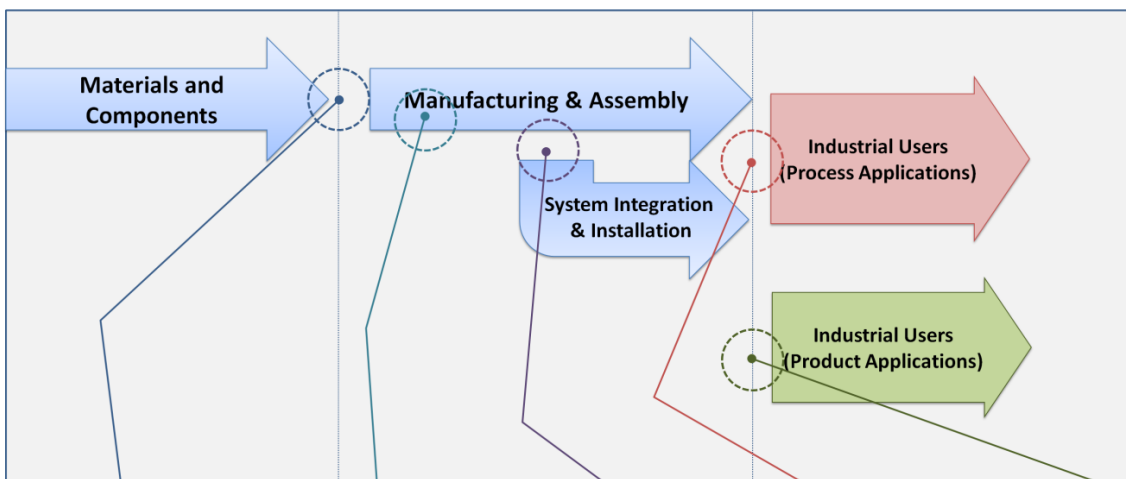 Materials and
Components
Manufacturing & Assembly
System Integration
& Installation
Industrial Users
(Process Applications)
Industrial Users
(Product Applications)